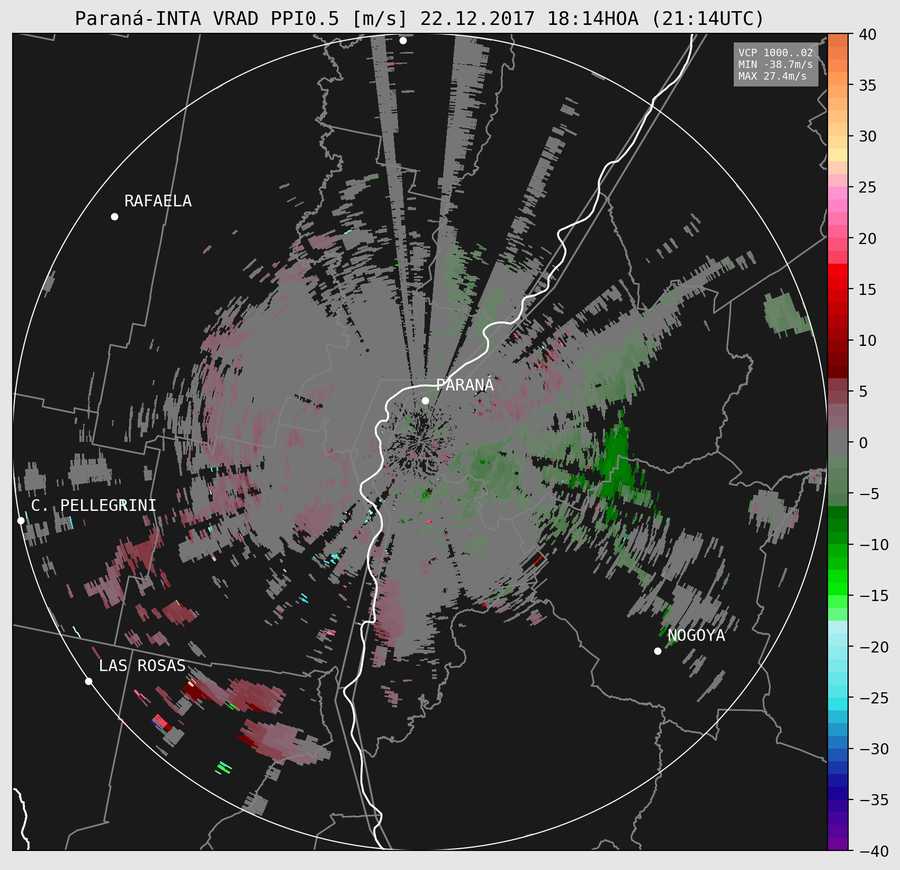 Paraná-INTA VRAD PPI0.5 [m/s] 22.12.2017 18:14HOA (21:14UTC)
VCP 1000..02
MIN -38.7m/s
MAX 27.4m/s
RAFAELA
PARANÁ
C. PELLEGRINI
NOGOYA
LAS ROSAS
40
35
30
25
20
15
10
5
0
−5
−10
−15
−20
−25
−30
−35
−40